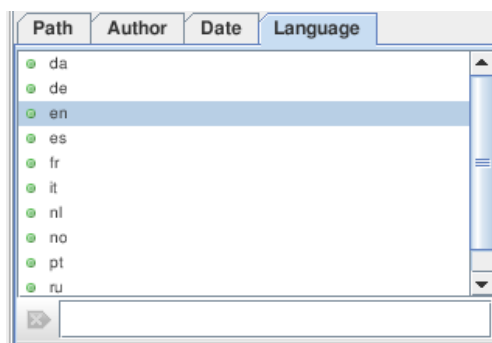 Path Author Date Language
da
de
en
es
fr
it
nl
no
pt
ru